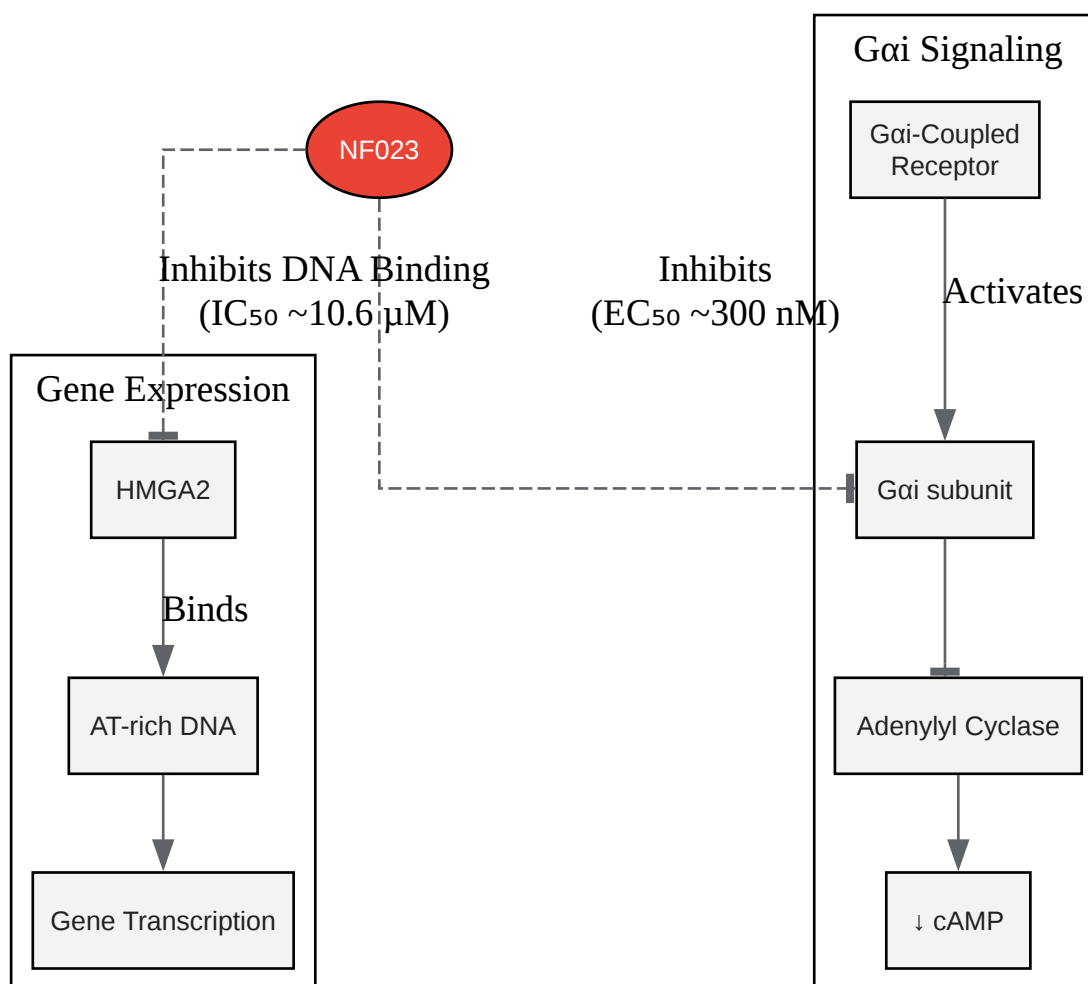 Gαi Signaling
NF023
Gαi-Coupled
Receptor
Inhibits DNA Binding
(IC₅₀ ~10.6 µM)
Inhibits
(EC₅₀ ~300 nM)
Activates
Gene Expression
HMGA2
Gαi subunit
Binds
AT-rich DNA
Adenylyl Cyclase
Gene Transcription
↓ cAMP